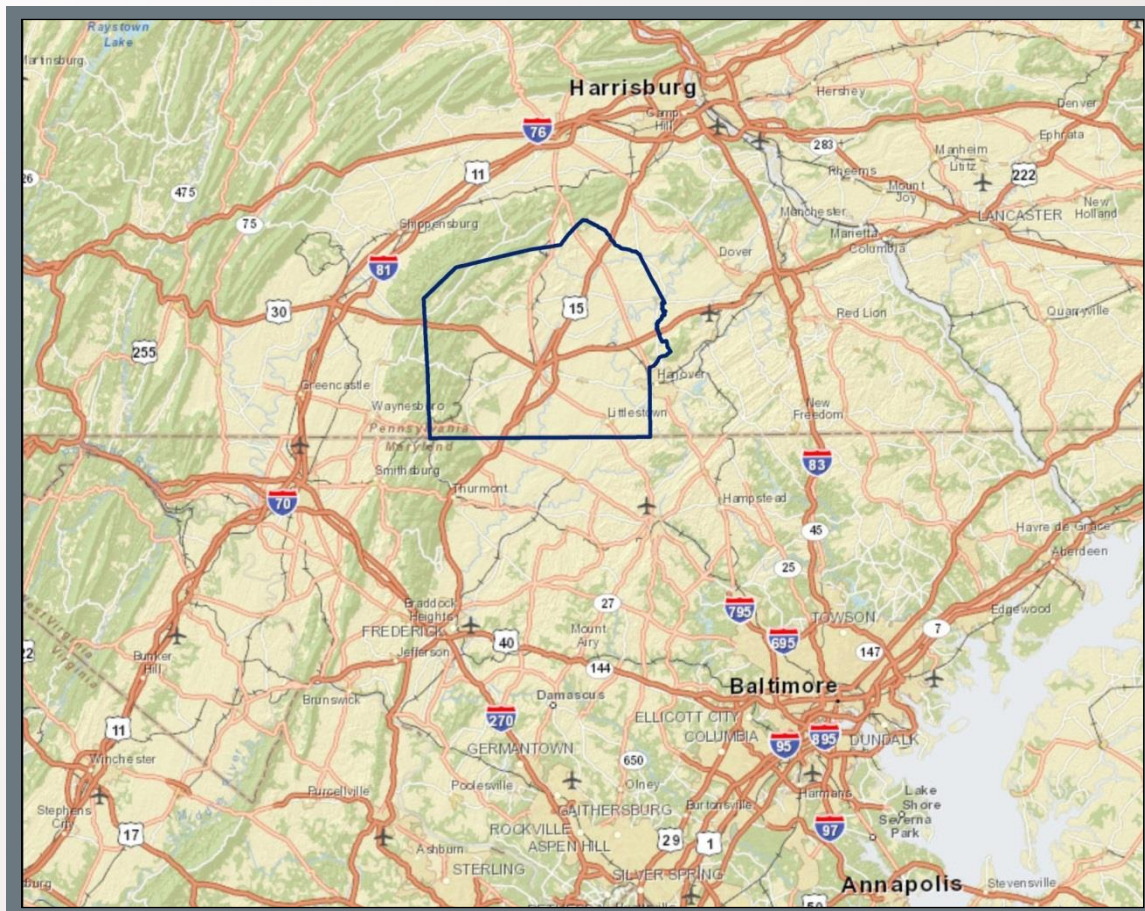 Raystown
Lake
Harrisburg
Hershey
Denver
Camp
Hill
76
Ephrata
283
Manheim
Lititz
11
Rheems
222
26
475
Mount
Joy
New
Holland
Manchester
LANCASTER
75
Shippensburg
Marietta
Columbia
Dover
81
30
15
Red Lion
Quarryville
255
Greencastle
Hanover
Waynesboro
Littlestown
New
Freedom
Pennsylvania
Maryland
Smithsburg
83
Thurmont
Hampstead
70
45
Havre de Grace
Aberdeen
25
795
27
Edgewood
Braddock
Heights
TOWSON
FREDERICK
40
Mount
Airy
695
7
22
Bunker
Hill
Jefferson
144
147
Virginia
Damascus
Baltimore
Brunswick
270
ELLICOTT CITY
11
COLUMBIA
95
895
DUNDALK
GERMANTOWN
Winchester
650
Poolesville
Olney
Harmans
Lake
Shore
Purcellville
GAITHERSBURG
Burtonsville
Stephens
City
17
ROCKVILLE
29
1
97
Severna
Park
ASPEN HILL
Ashburn
STERLING
SILVER SPRING
Annapolis
Stevensville
50